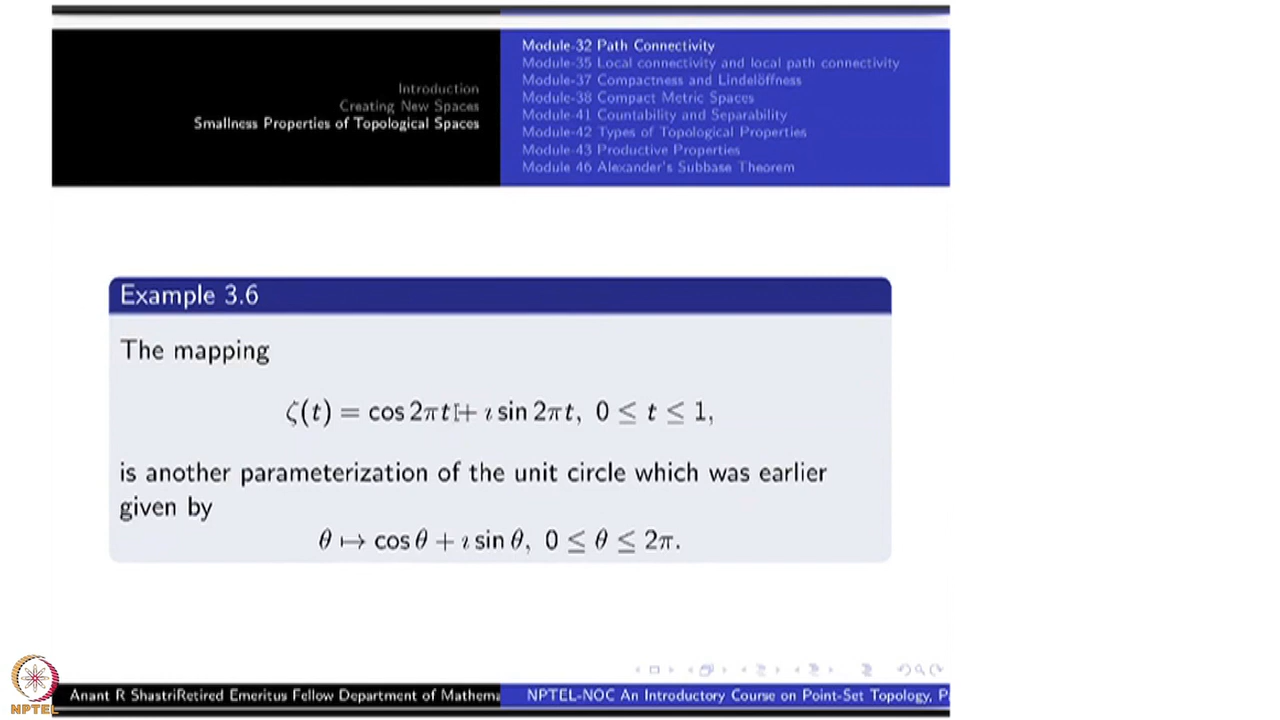 Introduction
Creating New Spaces
Smallness Properties of Topological Spaces
Module-32 Path Connectivity
Module-35 Local connectivity and local path connectivity
Module-37 Compactness and Lindelöffness
Module-38 Compact Metric Spaces
Module-41 Countability and Separability
Module-42 Types of Topological Properties
Module-43 Productive Properties
Module 46 Alexander's Subbase Theorem
Example 3.6
The mapping
ζ(t) = cos 2πt + ı sin 2πt, 0 ≤ t ≤ 1,
is another parameterization of the unit circle which was earlier
given by
θ ↦ cos θ + ı sin θ, 0 ≤ θ ≤ 2π.
NPTEL
Anant R ShastriRetired Emeritus Fellow Department of Mathema
NPTEL-NOC An Introductory Course on Point-Set Topology, P